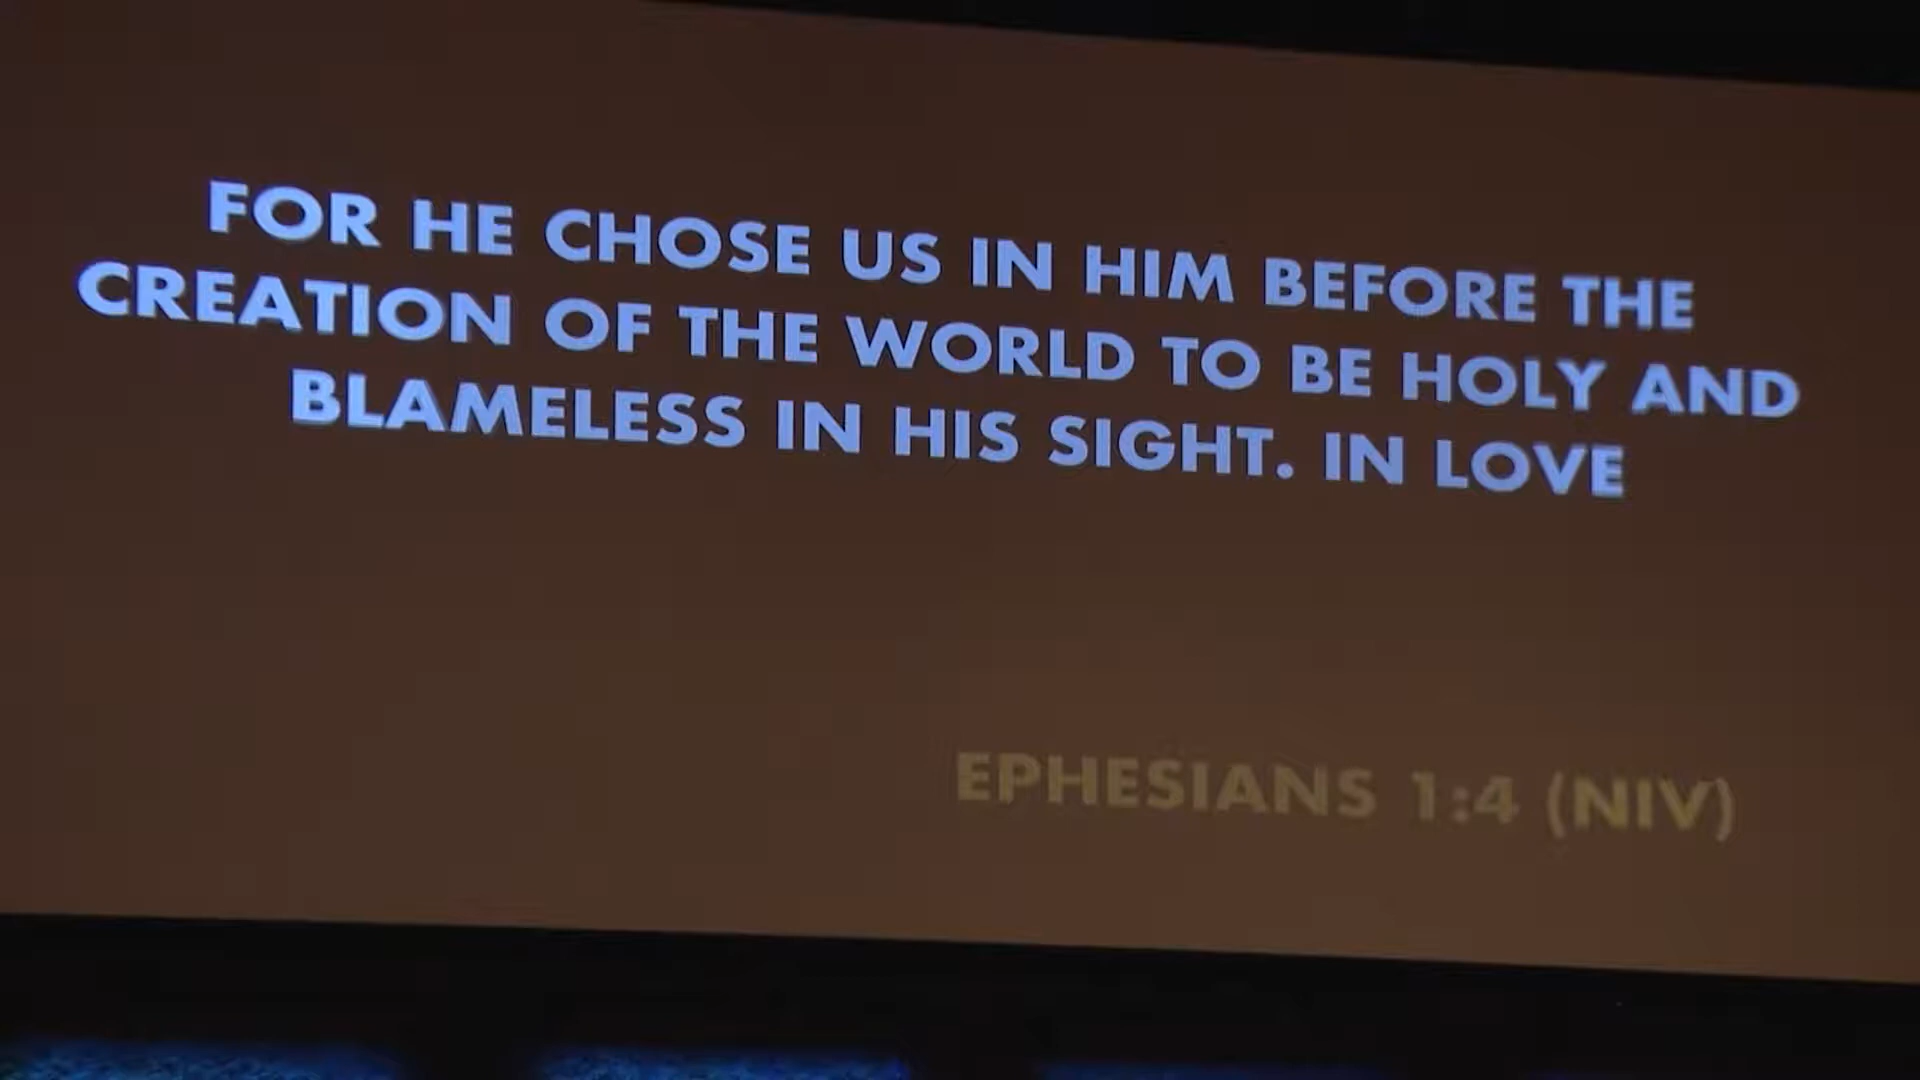 FOR HE CHOSE US IN HIM BEFORE THE
CREATION OF THE WORLD TO BE HOLY AND
BLAMELESS IN HIS SIGHT. IN LOVE
EPHESIANS 1:4 (NIV)